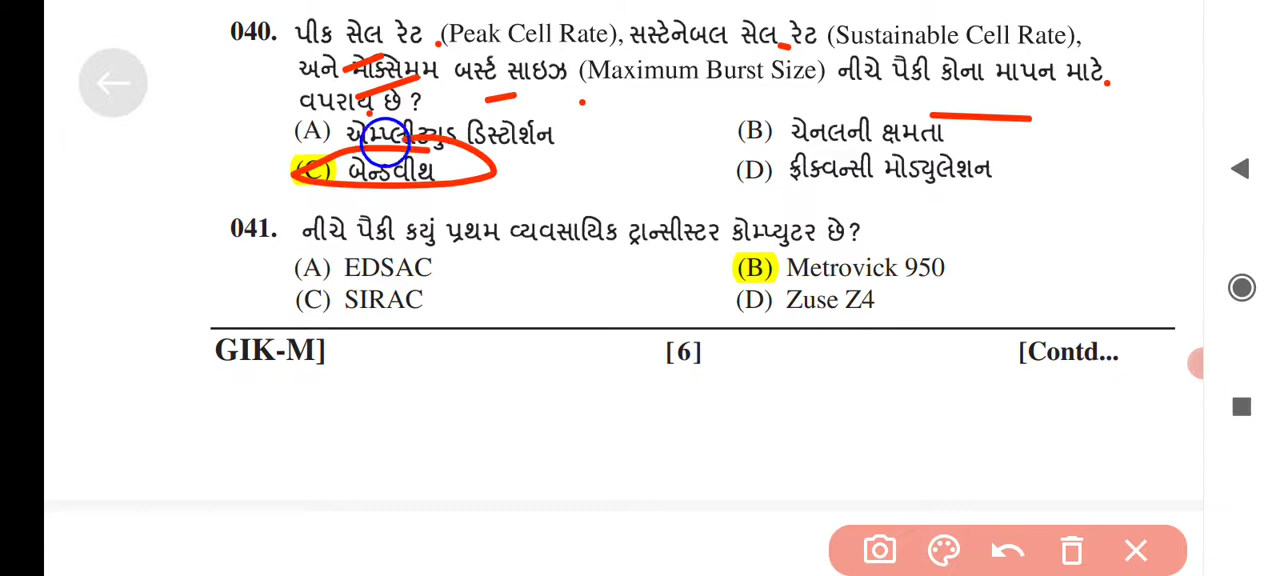 040. પીક સેલ રેટ (Peak Cell Rate), સસ્ટેનેબલ સેલ રેટ (Sustainable Cell Rate),
અને મેક્સિમમ બર્સ્ટ સાઇઝ (Maximum Burst Size) નીચે પૈકી કોના માપન માટે
વપરાય છે ?
(A) એમ્પ્લીટ્યુડ ડિસ્ટોર્શન (B) ચેનલની ક્ષમતા
(C) બેન્ડવીથ (D) ફ્રીક્વન્સી મોડ્યુલેશન
041. નીચે પૈકી કયું પ્રથમ વ્યવસાયિક ટ્રાન્સીસ્ટર કોમ્પ્યુટર છે?
(A) EDSAC (B) Metrovick 950
(C) SIRAC (D) Zuse Z4
GIK-M] [6] [Contd...